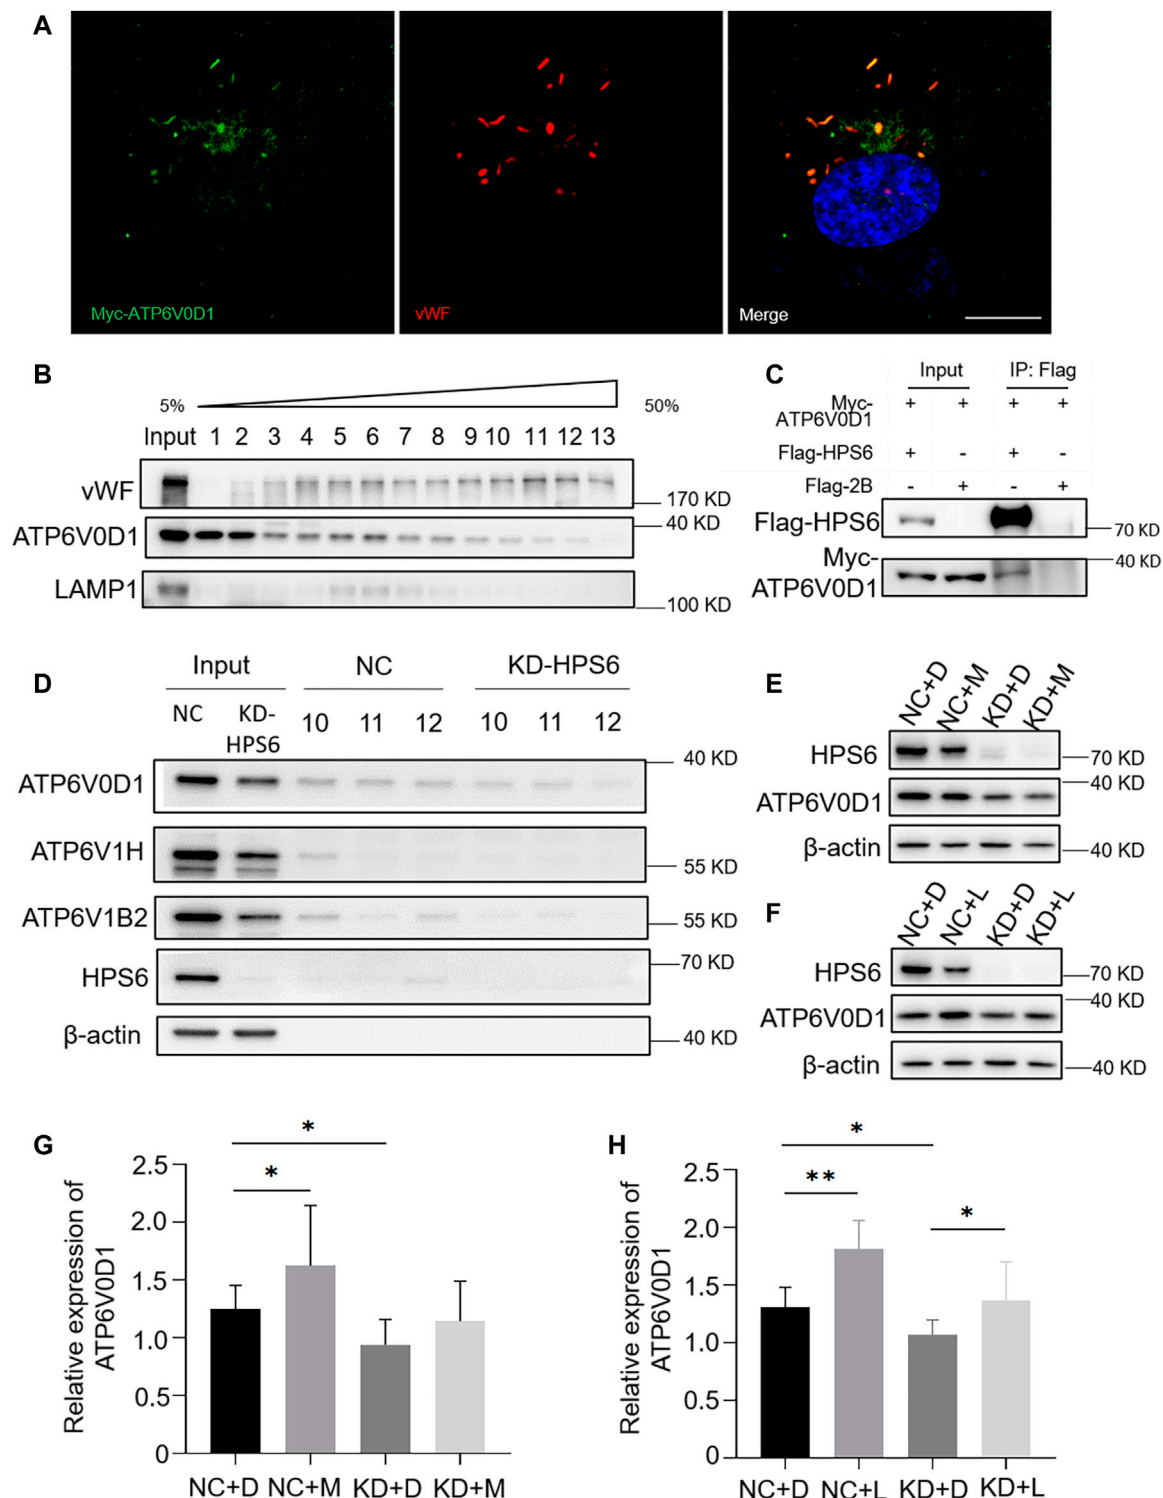 A
Myc-ATP6V0D1
vWF
Merge
B
5%
50%
Input 1 2 3 4 5 6 7 8 9 10 11 12 13
vWF
170 KD
40 KD
ATP6V0D1
LAMP1
100 KD
C
Input IP: Flag
Myc-
ATP6V0D1
+ + + +
Flag-HPS6 + - + -
Flag-2B - + - +
Flag-HPS6
70 KD
Myc-
ATP6V0D1
40 KD
D
Input NC KD-HPS6
NC KD-
HPS6
10 11 12 10 11 12
40 KD
ATP6V0D1
ATP6V1H
55 KD
ATP6V1B2
55 KD
70 KD
HPS6
β-actin
40 KD
E
NC+D NC+M KD+D KD+M
HPS6
70 KD
40 KD
ATP6V0D1
β-actin
40 KD
F
NC+D NC+L KD+D KD+L
HPS6
70 KD
40 KD
ATP6V0D1
β-actin
40 KD
G
Relative expression of
ATP6V0D1
2.5
2.0
1.5
1.0
0.5
0
*
*
NC+D NC+M KD+D KD+M
H
Relative expression of
ATP6V0D1
2.5
2.0
1.5
1.0
0.5
0
*
**
*
NC+D NC+L KD+D KD+L